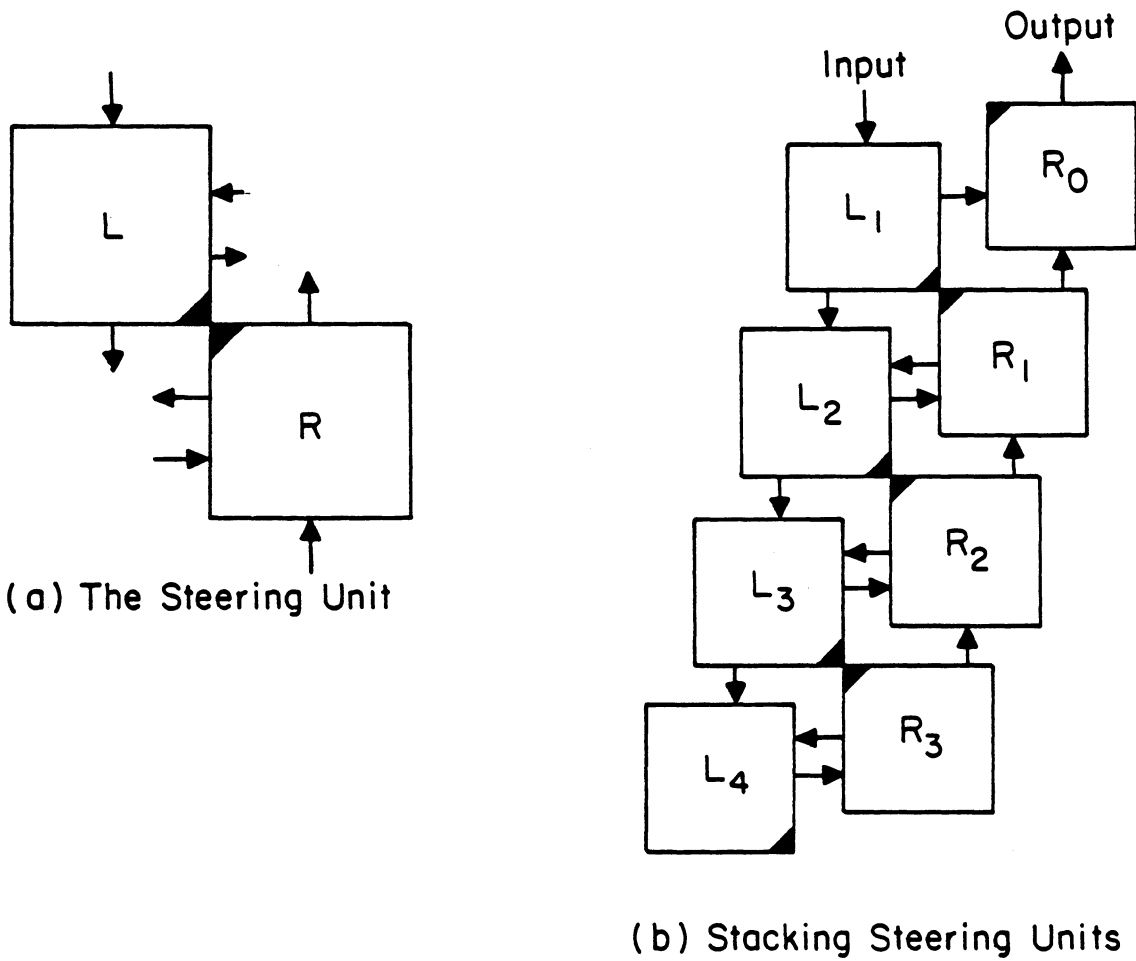 L
R
(a) The Steering Unit
Input
Output
L1
R0
L2
R1
L3
R2
L4
R3
(b) Stacking Steering Units